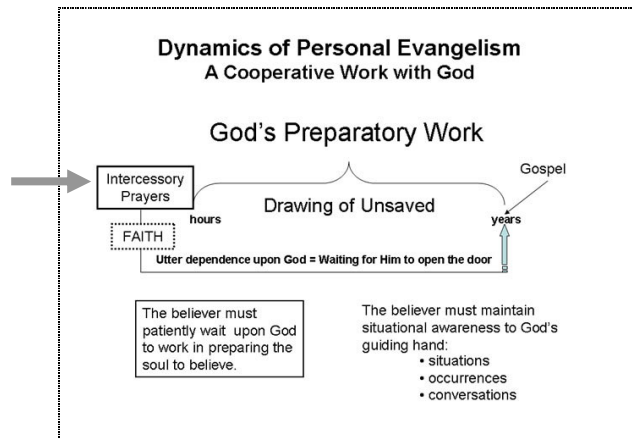 Dynamics of Personal Evangelism
A Cooperative Work with God
God's Preparatory Work
Gospel
Intercessory
Prayers
hours
Drawing of Unsaved
years
FAITH
Utter dependence upon God = Waiting for Him to open the door
The believer must
patiently wait upon God
to work in preparing the
soul to believe.
The believer must maintain
situational awareness to God's
guiding hand:
• situations
• occurrences
• conversations